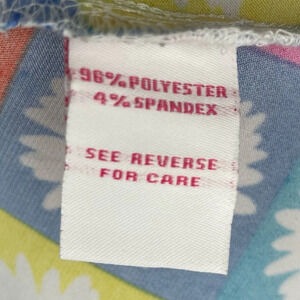 96% POLYESTER
4% SPANDEX
SEE REVERSE
FOR CARE